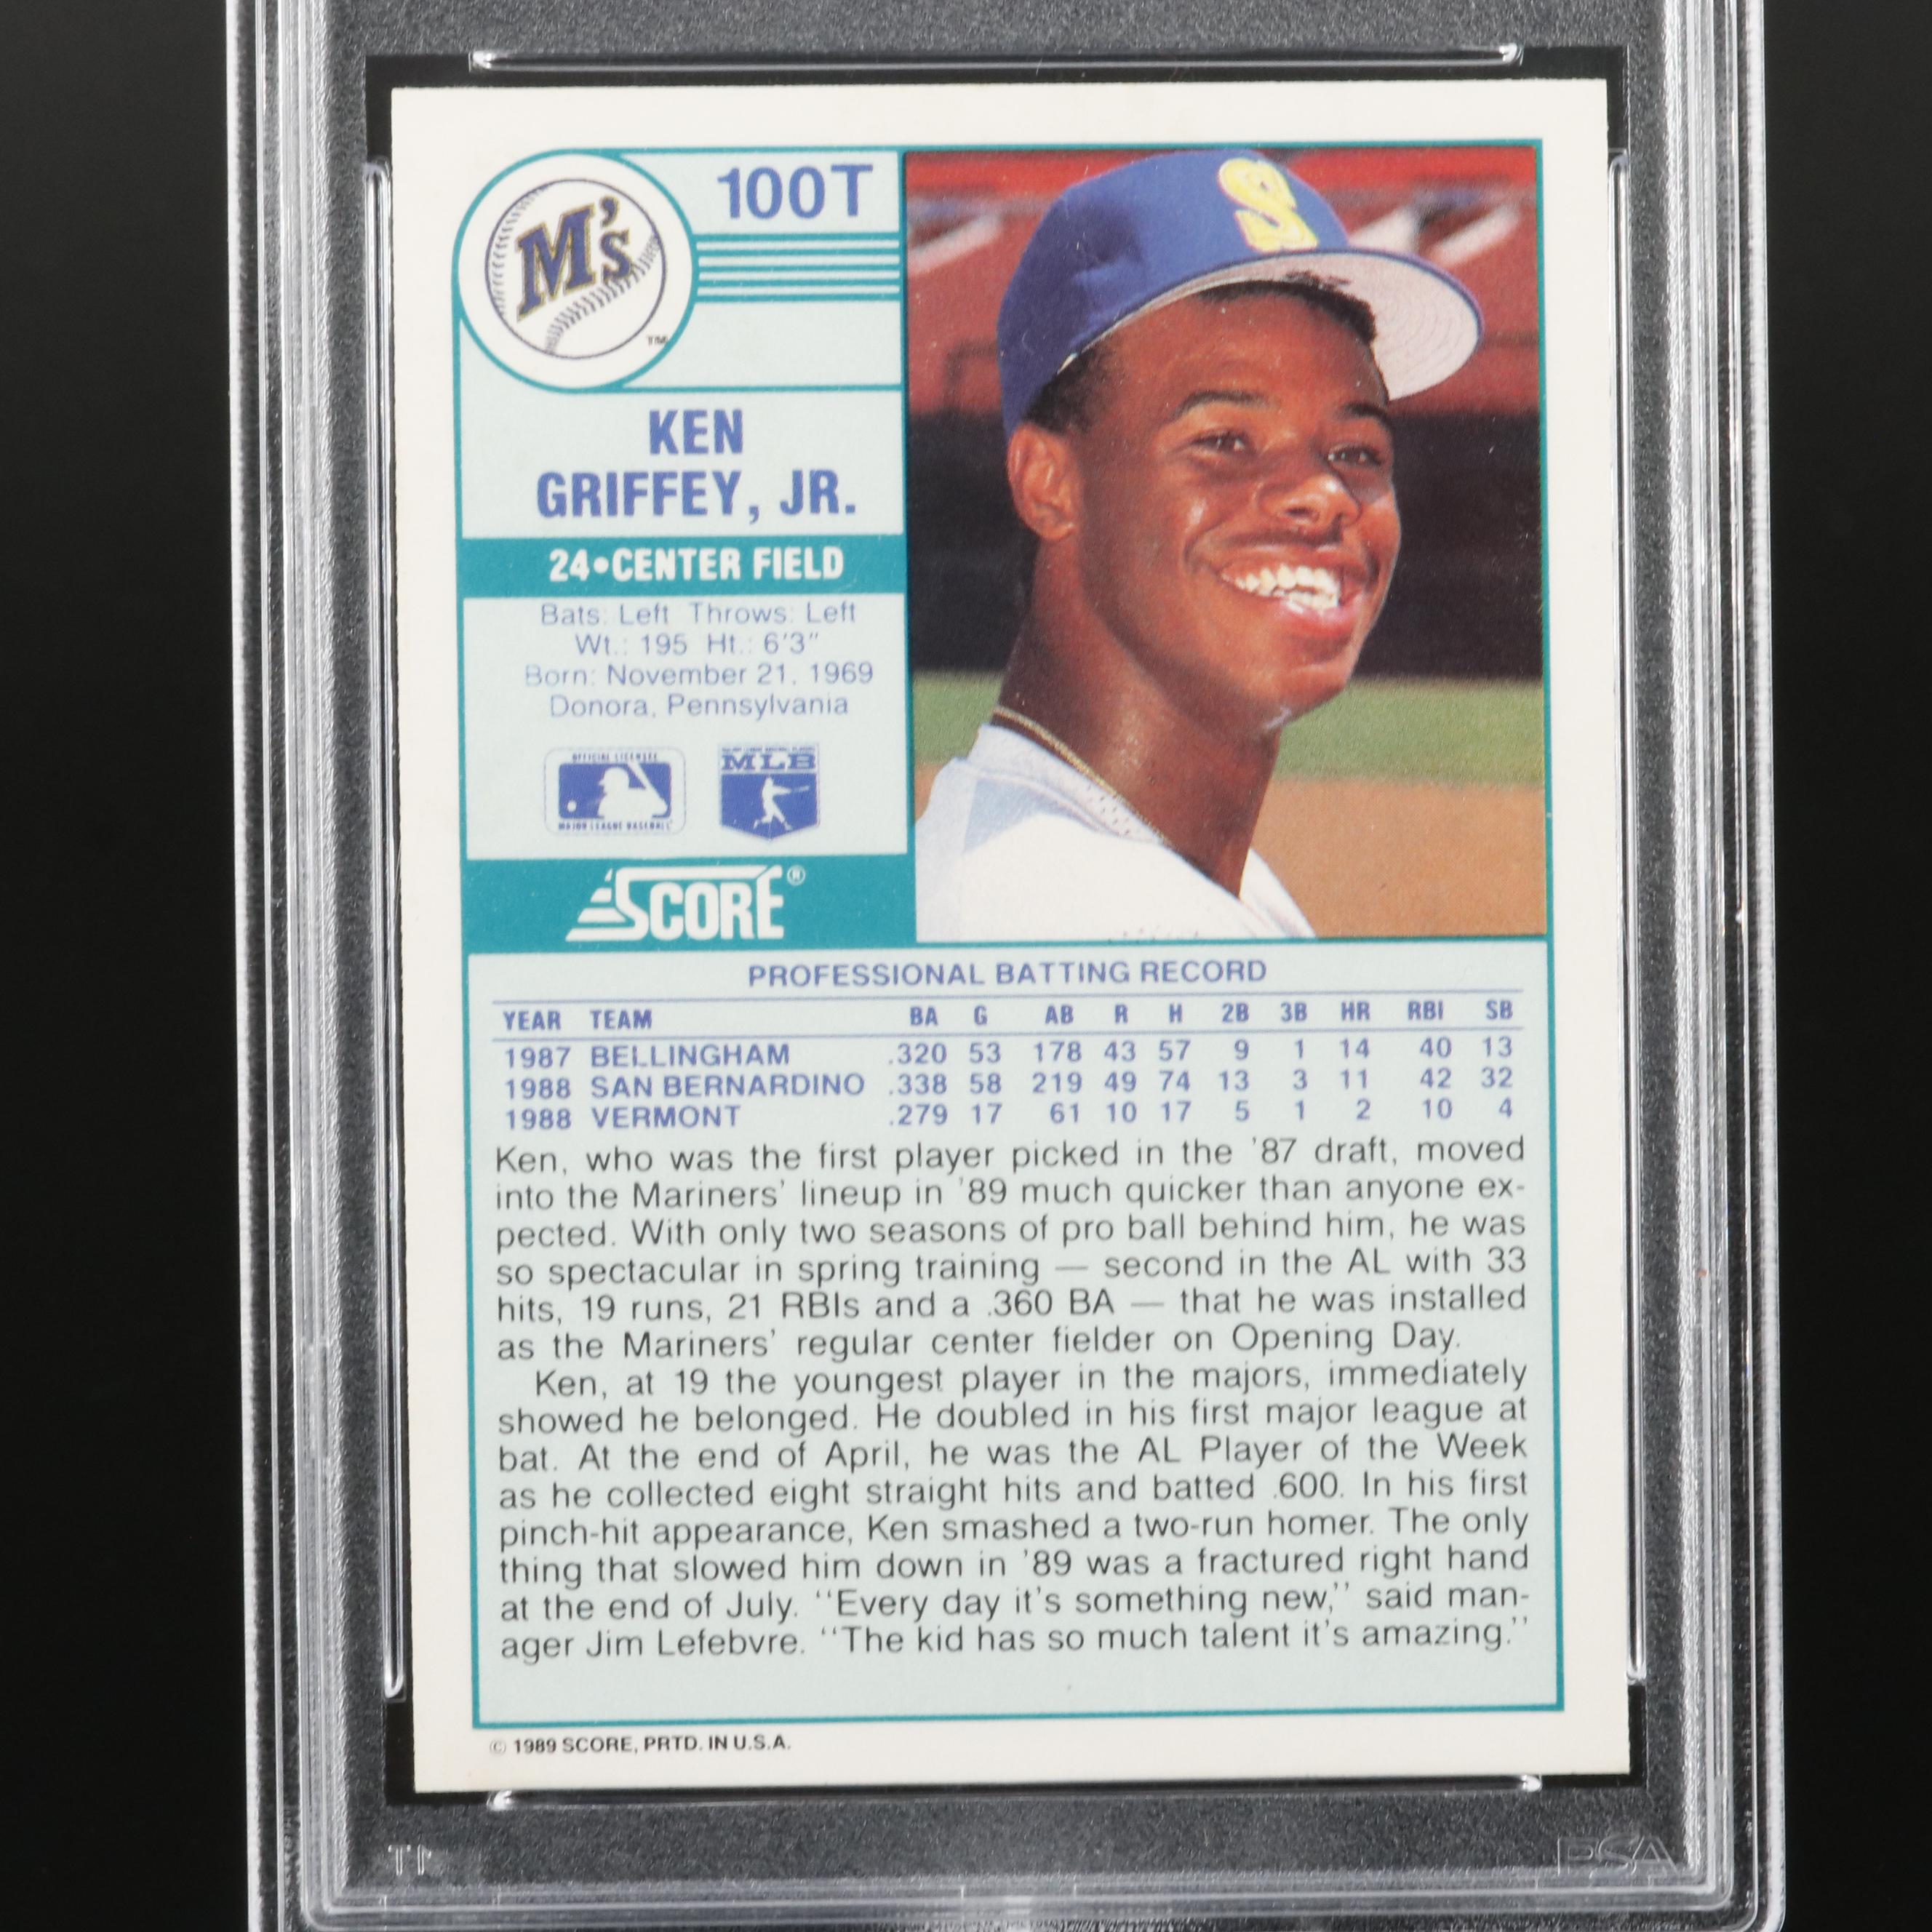 M's
TM
100T
S
KEN
GRIFFEY, JR.
24•CENTER FIELD
Bats: Left Throws: Left
Wt.: 195 Ht.: 6'3"
Born: November 21, 1969
Donora, Pennsylvania
OFFICIAL LICENSEE
MAJOR LEAGUE BASEBALL
MLB
SCORE®
PROFESSIONAL BATTING RECORD
YEAR TEAM BA G AB R H 2B 3B HR RBI SB
1987 BELLINGHAM .320 53 178 43 57 9 1 14 40 13
1988 SAN BERNARDINO .338 58 219 49 74 13 3 11 42 32
1988 VERMONT .279 17 61 10 17 5 1 2 10 4
Ken, who was the first player picked in the '87 draft, moved
into the Mariners' lineup in '89 much quicker than anyone ex-
pected. With only two seasons of pro ball behind him, he was
so spectacular in spring training — second in the AL with 33
hits, 19 runs, 21 RBIs and a .360 BA — that he was installed
as the Mariners' regular center fielder on Opening Day.
Ken, at 19 the youngest player in the majors, immediately
showed he belonged. He doubled in his first major league at
bat. At the end of April, he was the AL Player of the Week
as he collected eight straight hits and batted .600. In his first
pinch-hit appearance, Ken smashed a two-run homer. The only
thing that slowed him down in '89 was a fractured right hand
at the end of July. "Every day it's something new," said man-
ager Jim Lefebvre. "The kid has so much talent it's amazing."
© 1989 SCORE, PRTD. IN U.S.A.
PSA